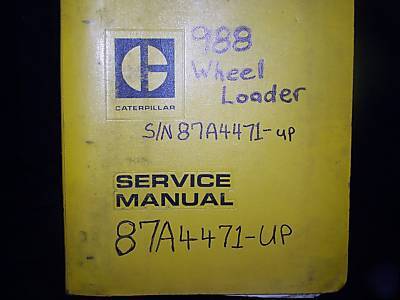 988
Wheel
Loader
CATERPILLAR
S/N 87A4471-up
SERVICE
MANUAL
87A4471-UP